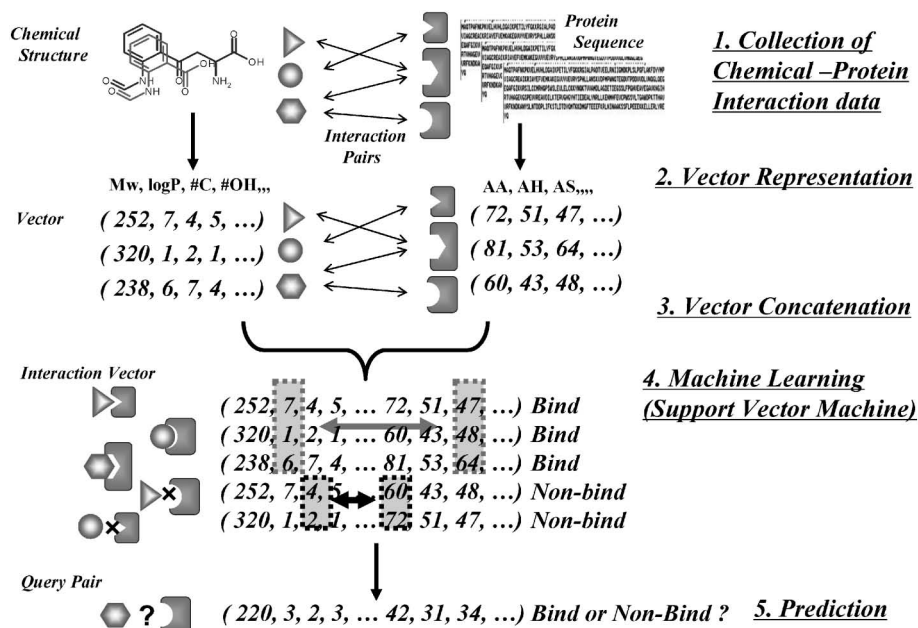 Chemical
Structure
O
O
OH
NH₂
NH
Protein
Sequence
Interaction
Pairs
1. Collection of
Chemical –Protein
Interaction data
Mw, logP, #C, #OH,,,
AA, AH, AS,,,,
2. Vector Representation
Vector
( 252, 7, 4, 5, …)
( 72, 51, 47, …)
( 320, 1, 2, 1, …)
( 81, 53, 64, …)
( 238, 6, 7, 4, …)
( 60, 43, 48, …)
3. Vector Concatenation
Interaction Vector
4. Machine Learning
(Support Vector Machine)
( 252, 7, 4, 5, … 72, 51, 47, …) Bind
( 320, 1, 2, 1, … 60, 43, 48, …) Bind
( 238, 6, 7, 4, … 81, 53, 64, …) Bind
( 252, 7, 4, 5, … 60, 43, 48, …) Non-bind
( 320, 1, 2, 1, … 72, 51, 47, …) Non-bind
Query Pair
? ( 220, 3, 2, 3, … 42, 31, 34, …) Bind or Non-Bind ?
5. Prediction